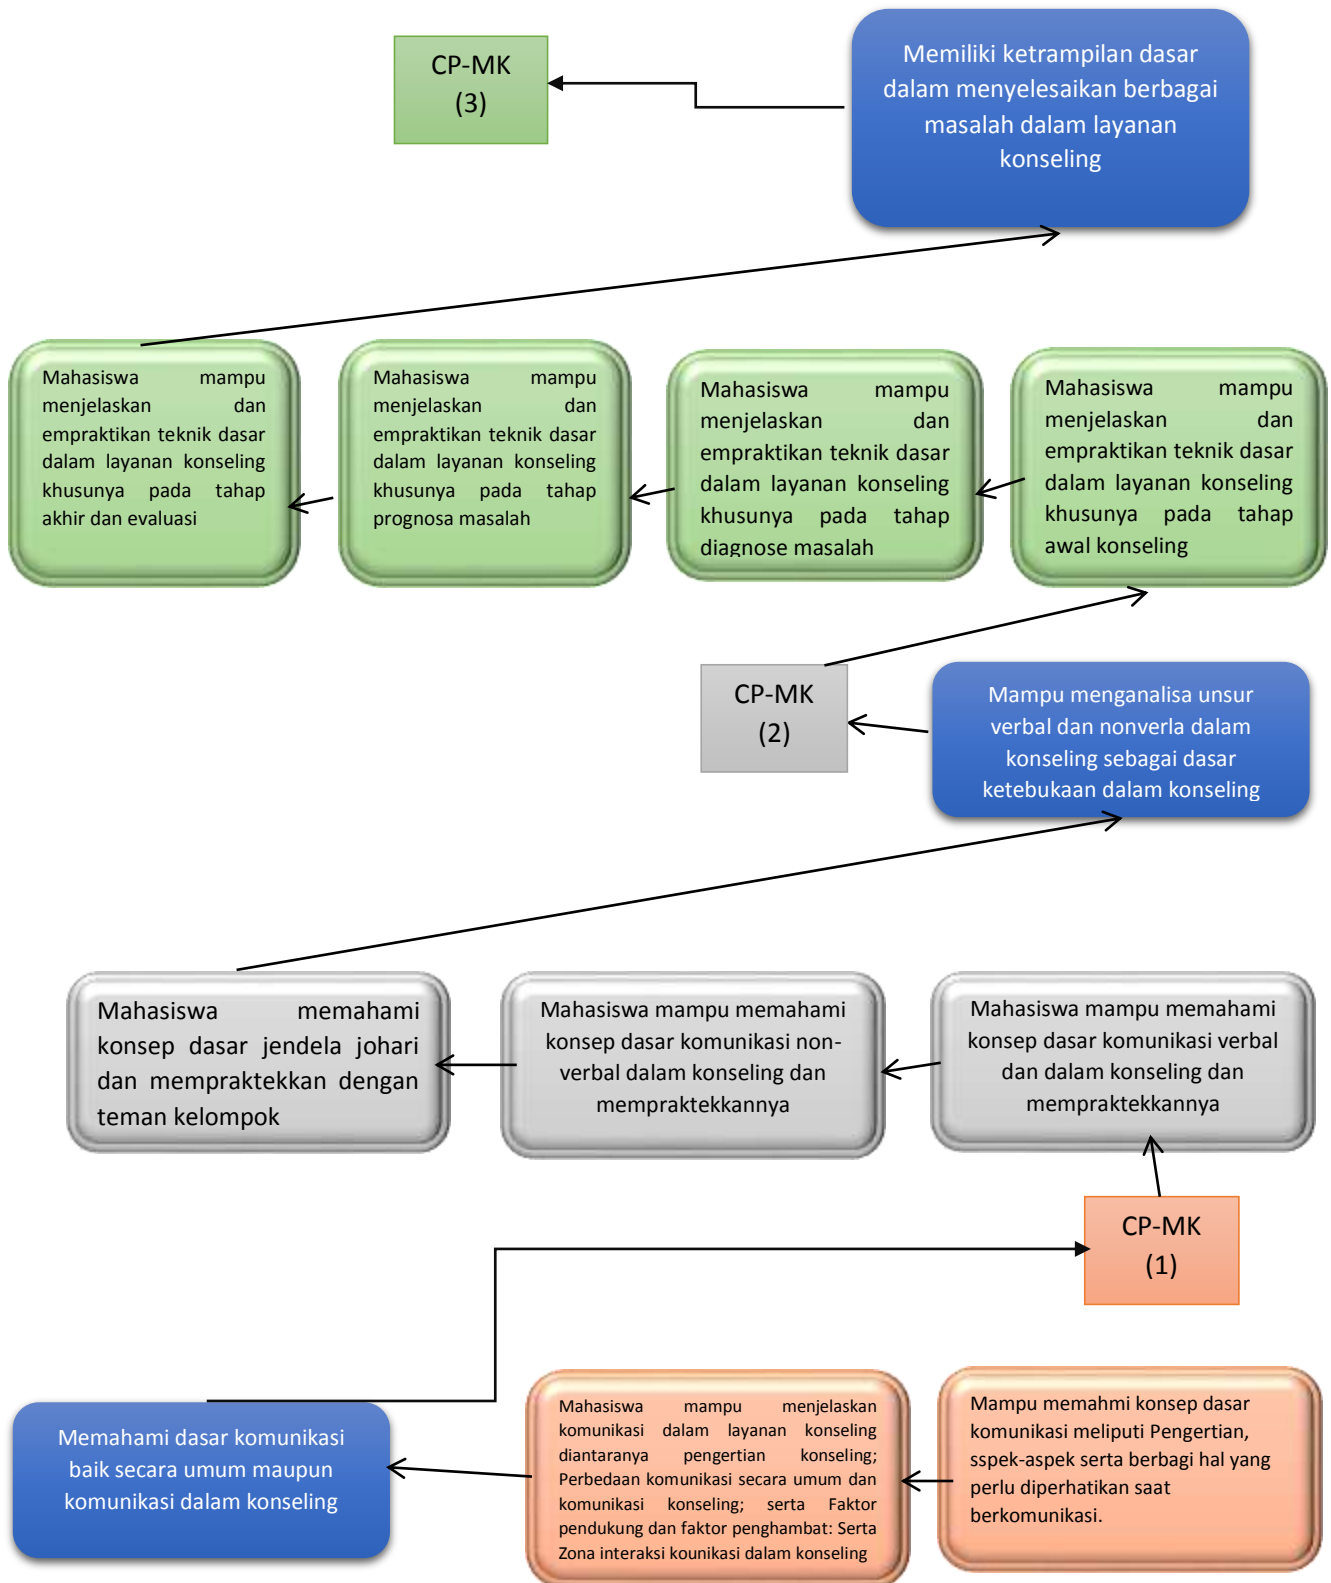 CP-MK
(3)
Memiliki ketrampilan dasar
dalam menyelesaikan berbagai
masalah dalam layanan
konseling
Mahasiswa mampu
menjelaskan dan
empraktikan teknik dasar
dalam layanan konseling
khusunya pada tahap
akhir dan evaluasi
Mahasiswa mampu
menjelaskan dan
empraktikan teknik dasar
dalam layanan konseling
khusunya pada tahap
prognosa masalah
Mahasiswa mampu
menjelaskan dan
empraktikan teknik dasar
dalam layanan konseling
khusunya pada tahap
diagnose masalah
Mahasiswa mampu
menjelaskan dan
empraktikan teknik dasar
dalam layanan konseling
khusunya pada tahap
awal konseling
CP-MK
(2)
Mampu menganalisa unsur
verbal dan nonverla dalam
konseling sebagai dasar
ketebukaan dalam konseling
Mahasiswa memahami
konsep dasar jendela johari
dan mempraktekkan dengan
teman kelompok
Mahasiswa mampu memahami
konsep dasar komunikasi non-
verbal dalam konseling dan
mempraktekkannya
Mahasiswa mampu memahami
konsep dasar komunikasi verbal
dan dalam konseling dan
mempraktekkannya
CP-MK
(1)
Memahami dasar komunikasi
baik secara umum maupun
komunikasi dalam konseling
Mahasiswa mampu menjelaskan
komunikasi dalam layanan konseling
diantaranya pengertian konseling;
Perbedaan komunikasi secara umum dan
komunikasi konseling; serta Faktor
pendukung dan faktor penghambat: Serta
Zona interaksi kounikasi dalam konseling
Mampu memahmi konsep dasar
komunikasi meliputi Pengertian,
sspek-aspek serta berbagi hal yang
perlu diperhatikan saat
berkomunikasi.